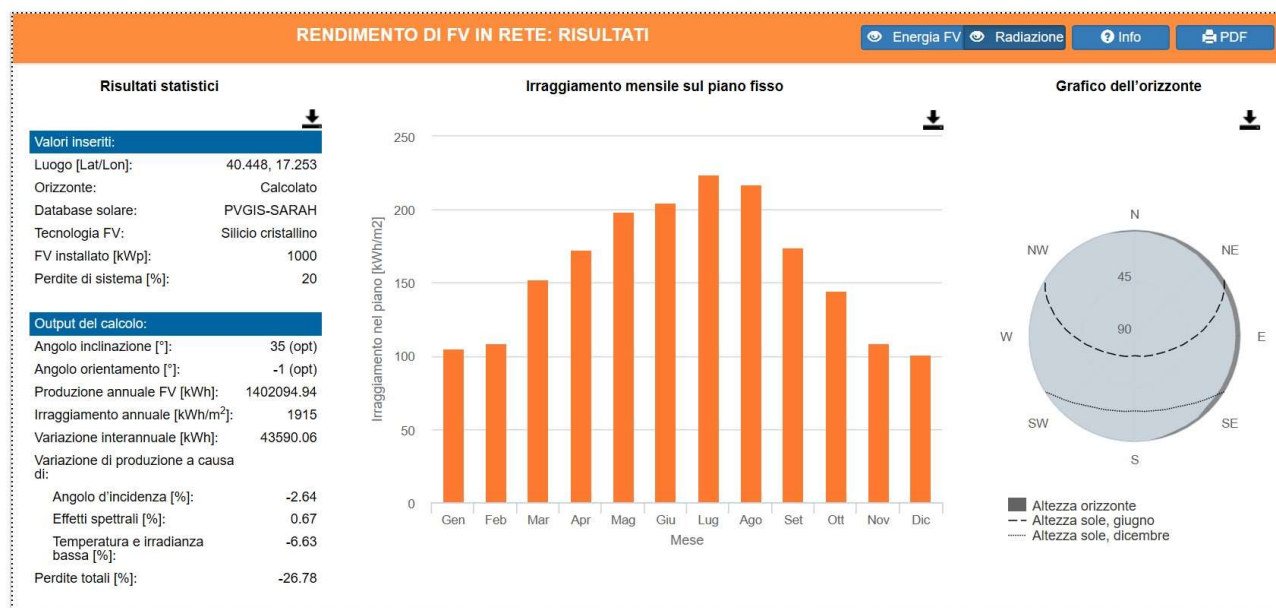 RENDIMENTO DI FV IN RETE: RISULTATI
Energia FV
Radiazione
Info
PDF
Risultati statistici
Valori inseriti:
Luogo [Lat/Lon]: 40.448, 17.253
Orizzonte: Calcolato
Database solare: PVGIS-SARAH
Tecnologia FV: Silicio cristallino
FV installato [kWp]: 1000
Perdite di sistema [%]: 20
Output del calcolo:
Angolo inclinazione [°]: 35 (opt)
Angolo orientamento [°]: -1 (opt)
Produzione annuale FV [kWh]: 1402094.94
Irraggiamento annuale [kWh/m²]: 1915
Variazione interannuale [kWh]: 43590.06
Variazione di produzione a causa
di:
Angolo d'incidenza [%]: -2.64
Effetti spettrali [%]: 0.67
Temperatura e irradianza -6.63
bassa [%]:
Perdite totali [%]: -26.78
Irraggiamento mensile sul piano fisso
Irraggiamento nel piano [kWh/m2]
250
200
150
100
50
0
Gen Feb Mar Apr Mag Giu Lug Ago Set Ott Nov Dic
Mese
Grafico dell'orizzonte
N
NW NE
45
90
W E
SW SE
S
Altezza orizzonte
Altezza sole, giugno
Altezza sole, dicembre